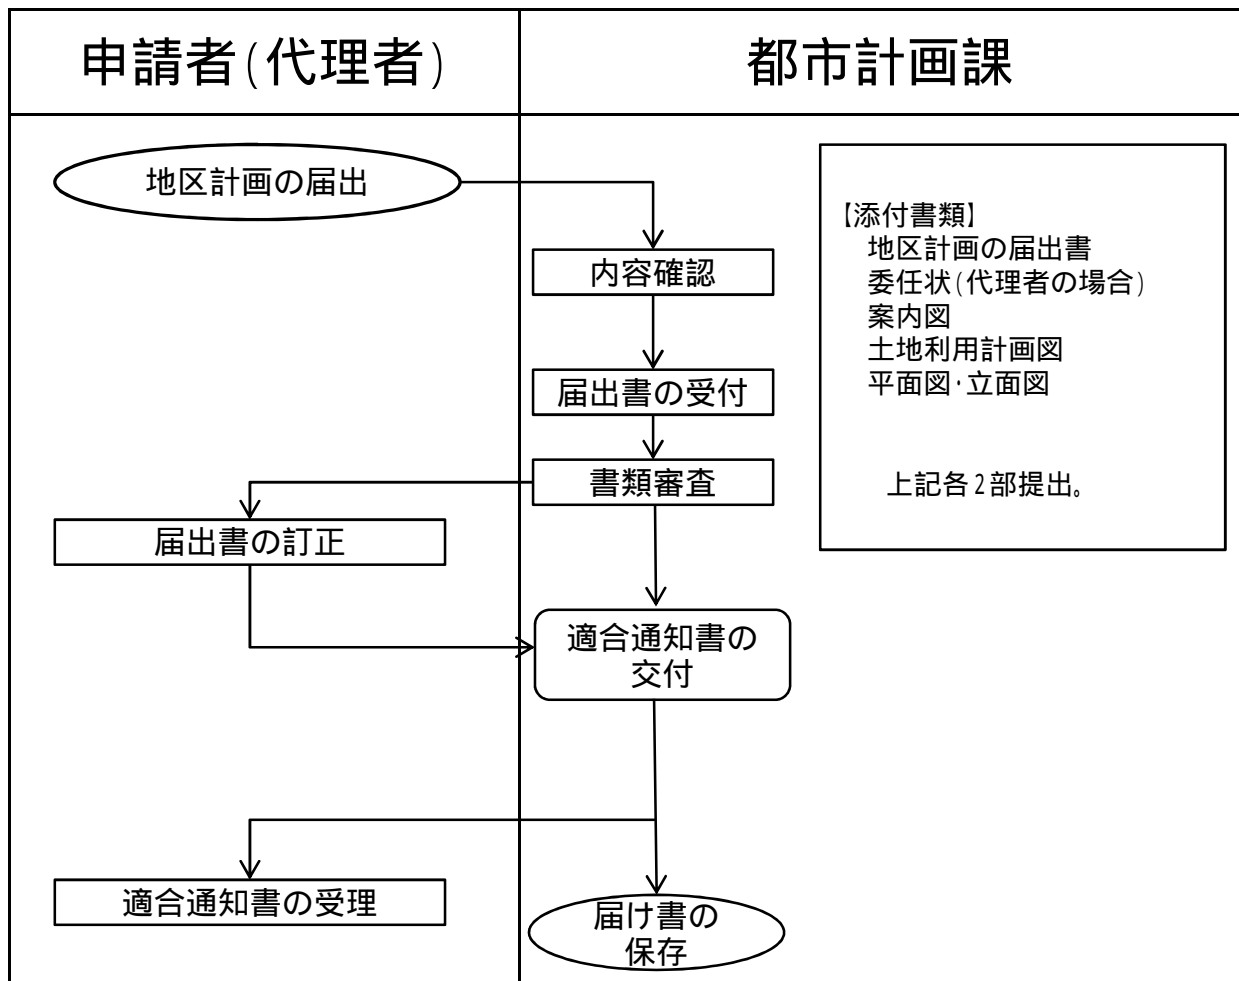 申請者(代理者)
都市計画課
地区計画の届出
内容確認
届出書の受付
書類審査
届出書の訂正
適合通知書の
交付
適合通知書の受理
届け書の
保存
【添付書類】
地区計画の届出書
委任状(代理者の場合)
案内図
土地利用計画図
平面図・立面図
上記各2部提出。